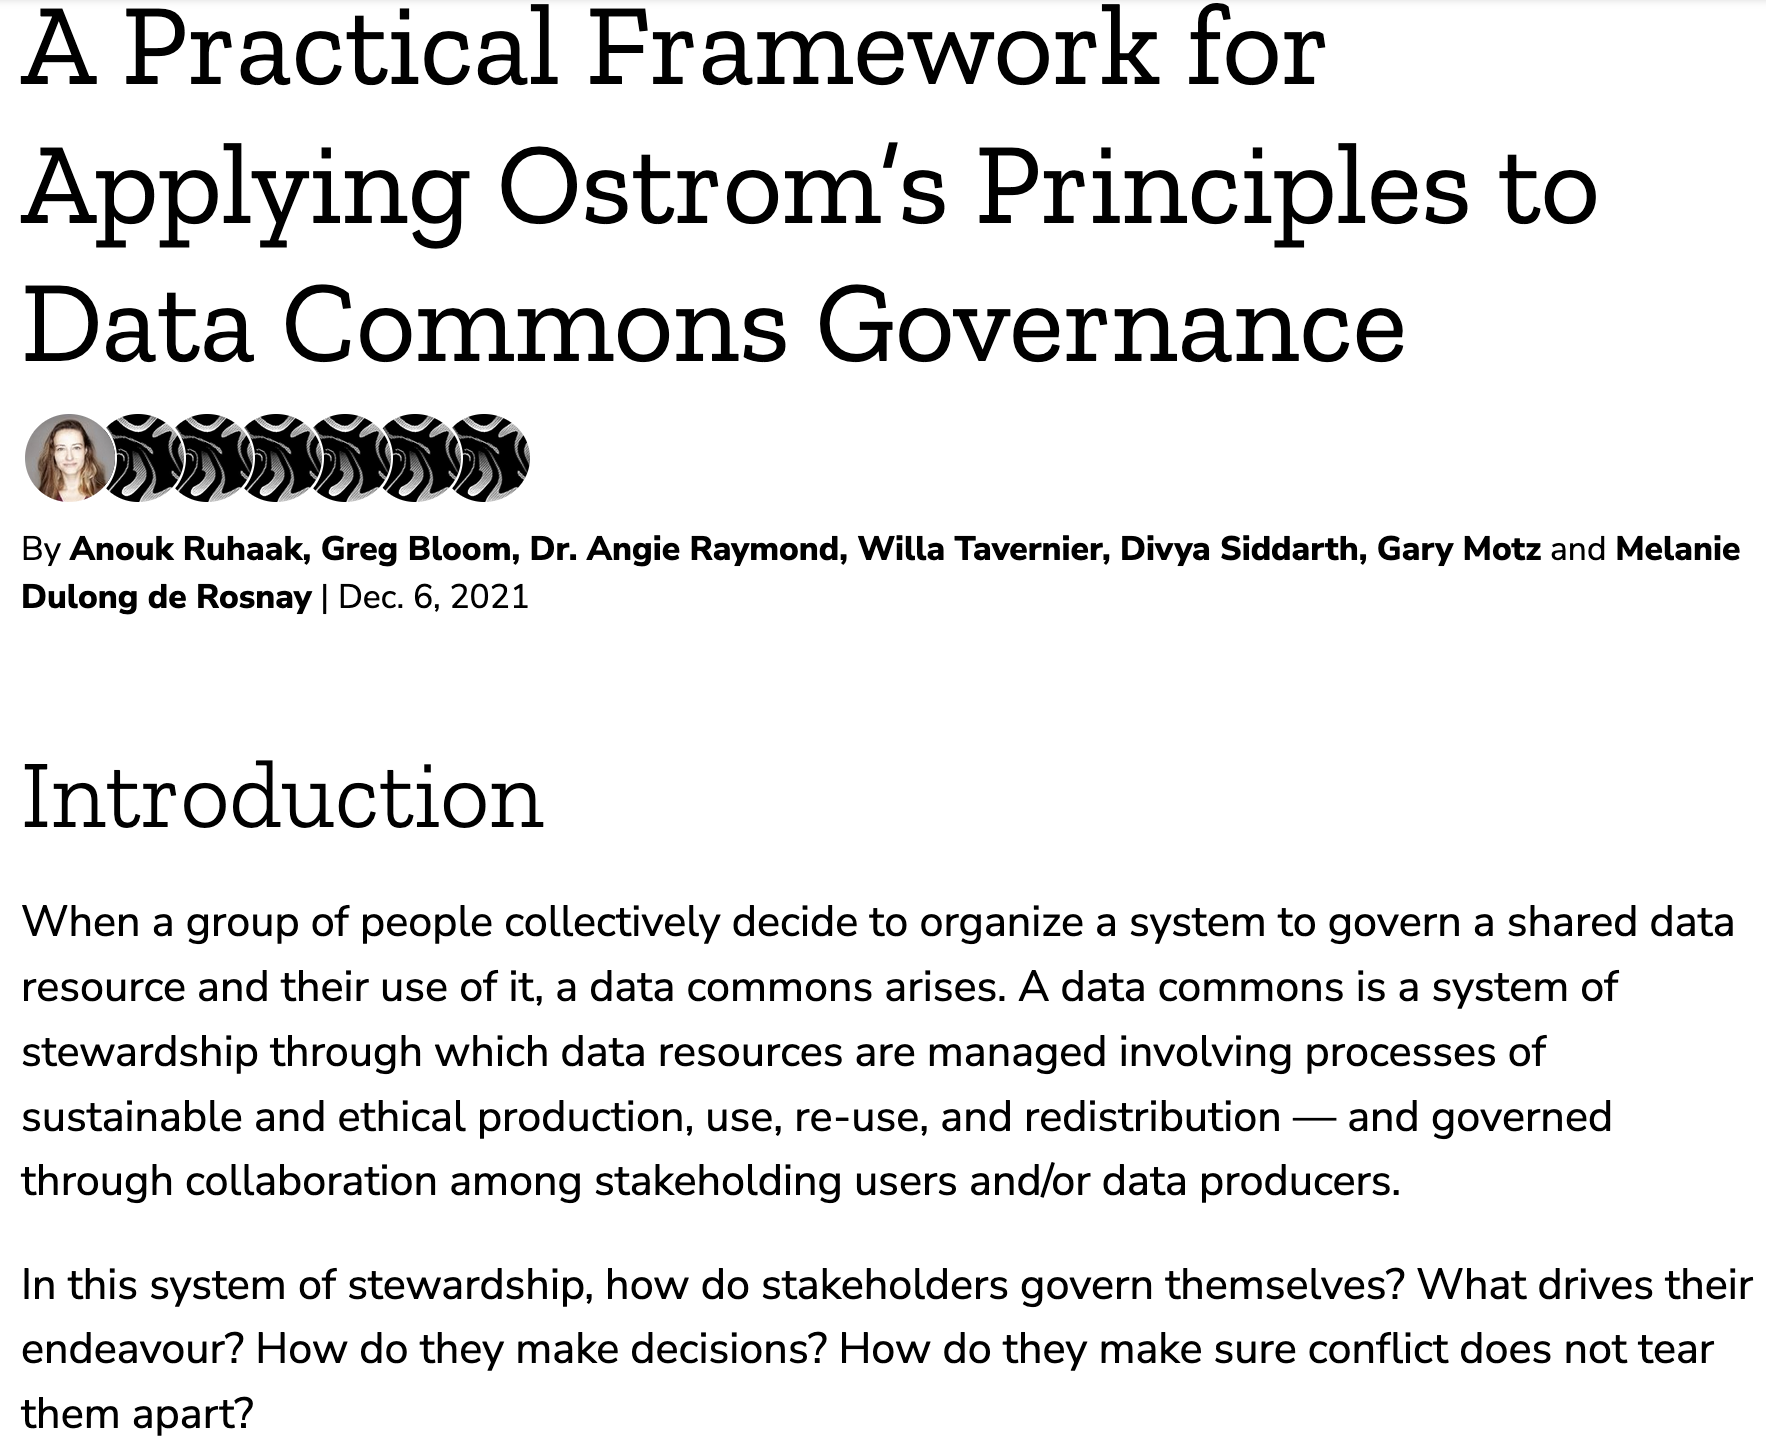 A Practical Framework for
Applying Ostrom’s Principles to
Data Commons Governance
By Anouk Ruhaak, Greg Bloom, Dr. Angie Raymond, Willa Tavernier, Divya Siddarth, Gary Motz and Melanie
Dulong de Rosnay | Dec. 6, 2021
Introduction
When a group of people collectively decide to organize a system to govern a shared data
resource and their use of it, a data commons arises. A data commons is a system of
stewardship through which data resources are managed involving processes of
sustainable and ethical production, use, re-use, and redistribution — and governed
through collaboration among stakeholding users and/or data producers.
In this system of stewardship, how do stakeholders govern themselves? What drives their
endeavour? How do they make decisions? How do they make sure conflict does not tear
them apart?